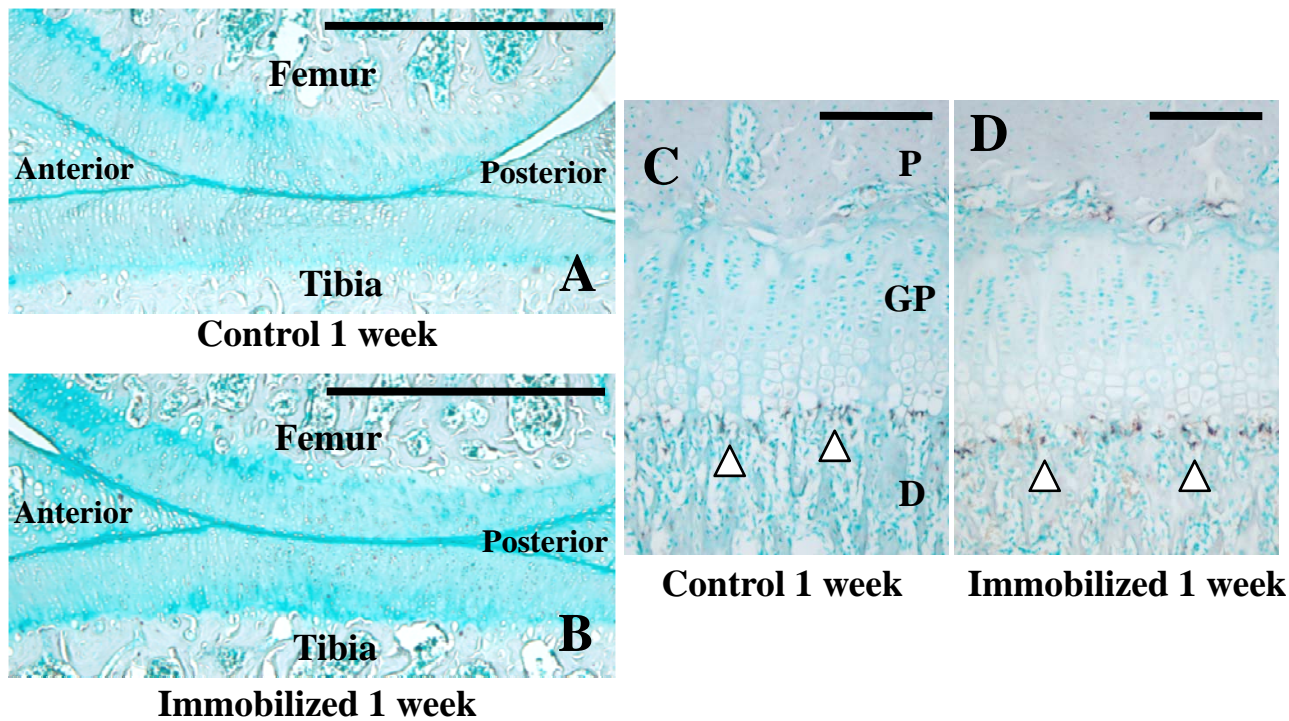 Femur
Anterior
Posterior
Tibia
A
Control 1 week
Femur
Anterior
Posterior
Tibia
B
Immobilized 1 week
C
P
GP
D
Control 1 week
D
Immobilized 1 week